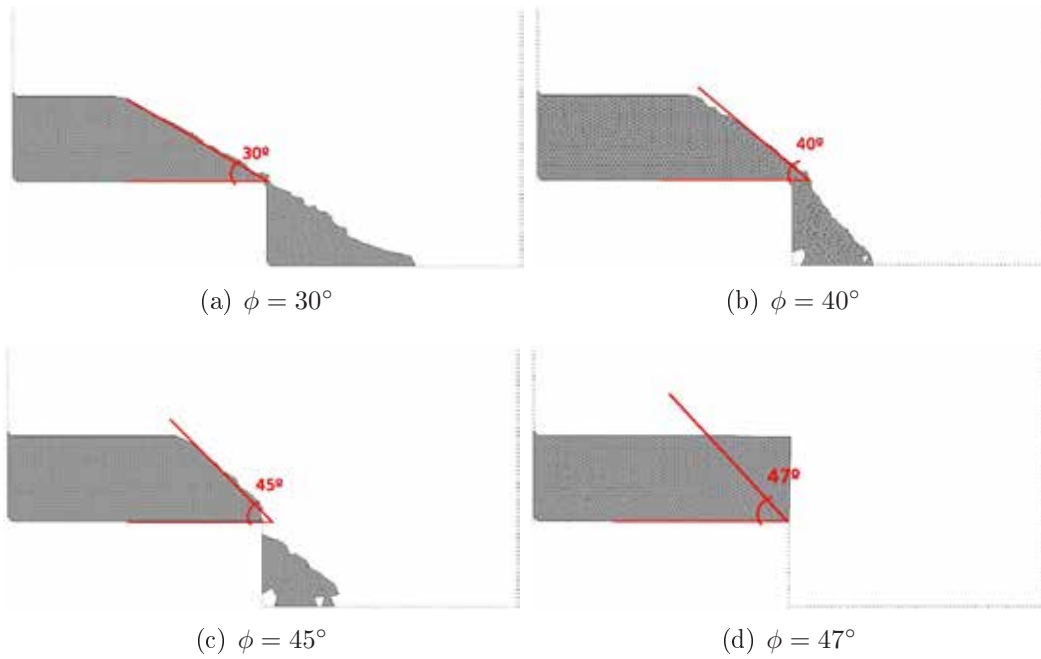 30º
40º
(a) ϕ = 30°
(b) ϕ = 40°
45º
47º
(c) ϕ = 45°
(d) ϕ = 47°